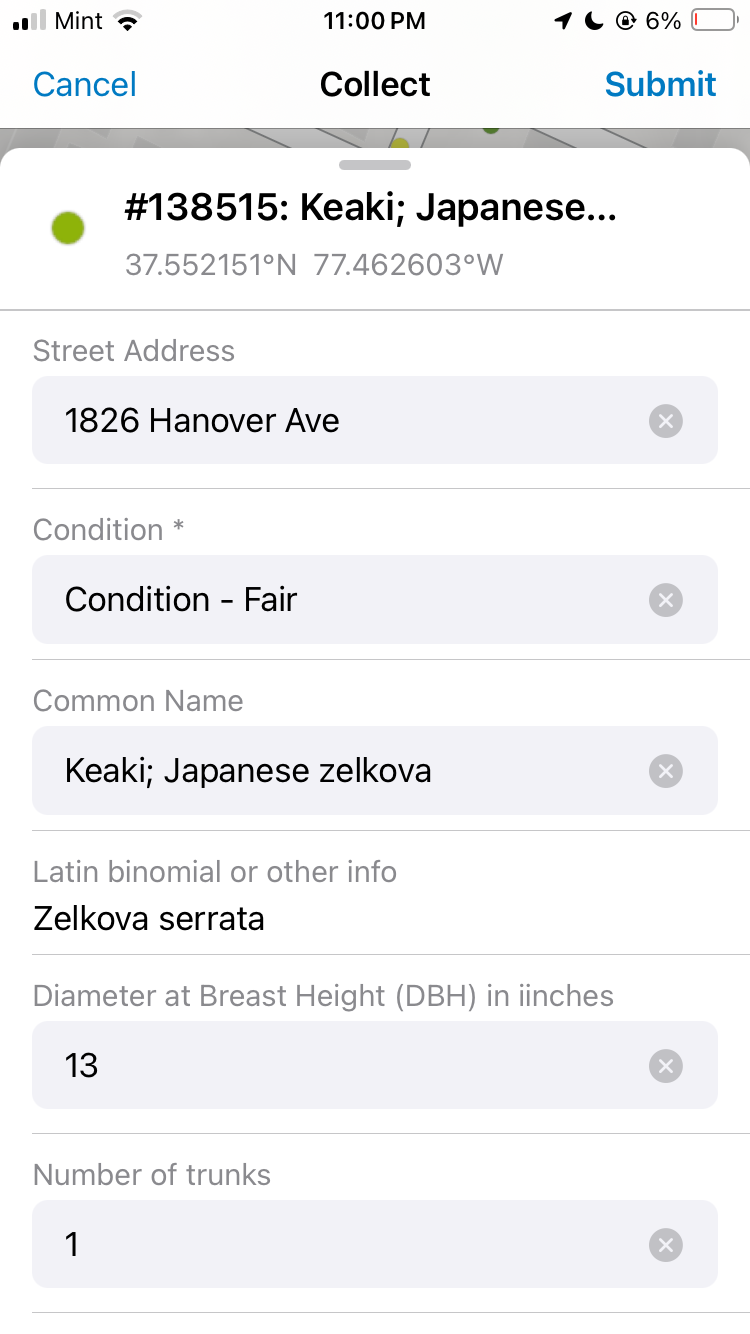 Mint 11:00 PM 6%
Cancel Collect Submit
#138515: Keaki; Japanese...
37.552151°N 77.462603°W
Street Address
1826 Hanover Ave
Condition *
Condition - Fair
Common Name
Keaki; Japanese zelkova
Latin binomial or other info
Zelkova serrata
Diameter at Breast Height (DBH) in iinches
13
Number of trunks
1